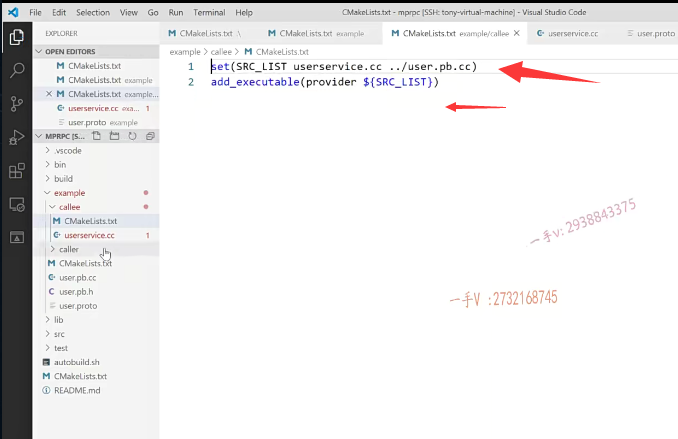 File Edit Selection View Go Run Terminal Help CMakeLists.txt - mprpc [SSH: tony-virtual-machine] - Visual Studio Code
EXPLORER
OPEN EDITORS
CMakeLists.txt
CMakeLists.txt example
CMakeLists.txt example...
userservice.cc exa... 1
user.proto example
MPRPC [S...
.vscode
bin
build
example
callee
CMakeLists.txt
userservice.cc 1
caller
CMakeLists.txt
user.pb.cc
user.pb.h
user.proto
lib
src
test
autobuild.sh
CMakeLists.txt
README.md
CMakeLists.txt .\ CMakeLists.txt example CMakeLists.txt example/callee userservice.cc user.proto
example > callee > CMakeLists.txt
1 set(SRC_LIST userservice.cc ../user.pb.cc)
2 add_executable(provider ${SRC_LIST})
一手v:2938843375
一手V :2732168745